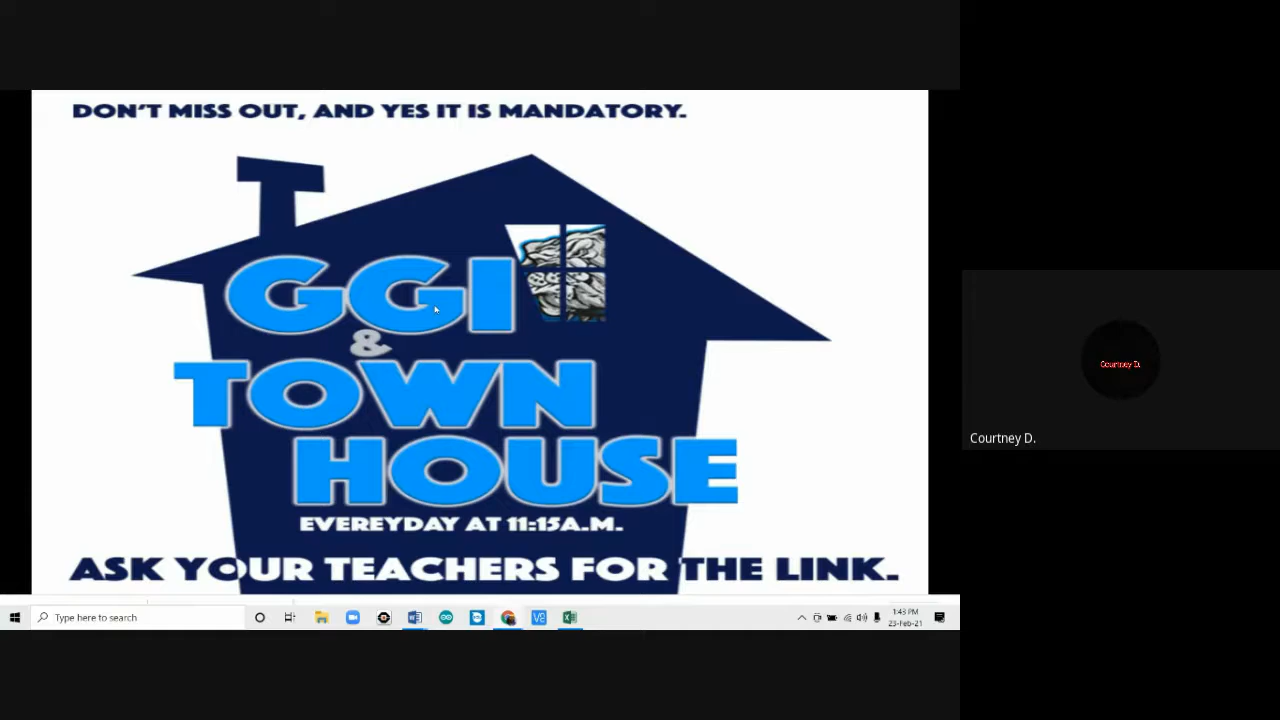 DON'T MISS OUT, AND YES IT IS MANDATORY.
GGI
&
TOWN
HOUSE
EVEREYDAY AT 11:15A.M.
ASK YOUR TEACHERS FOR THE LINK.
Courtney D.
Courtney D.
Type here to search
1:43 PM
23-Feb-21